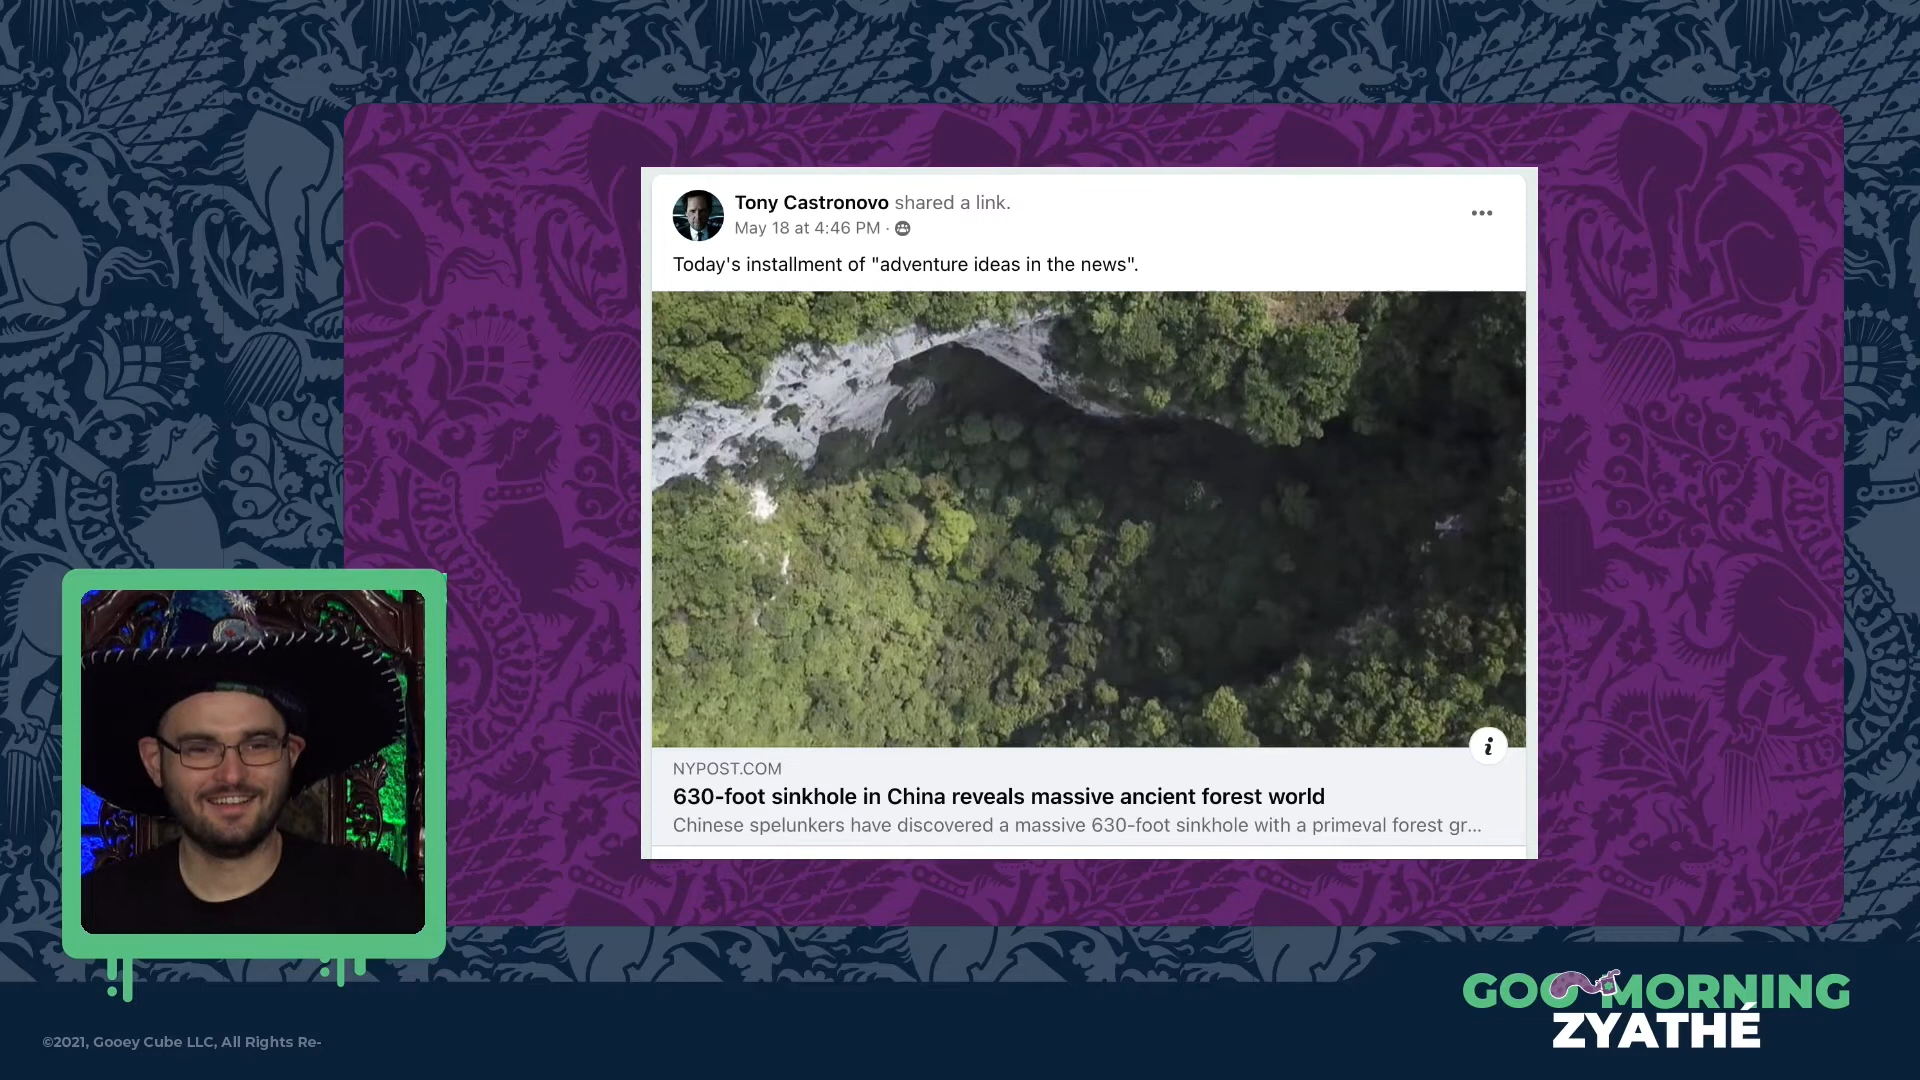 Tony Castronovo shared a link.
May 18 at 4:46 PM ·
Today's installment of "adventure ideas in the news".
NYPOST.COM
630-foot sinkhole in China reveals massive ancient forest world
Chinese spelunkers have discovered a massive 630-foot sinkhole with a primeval forest gr...
GOO MORNING
ZYATHÉ
©2021, Gooey Cube LLC, All Rights Re-